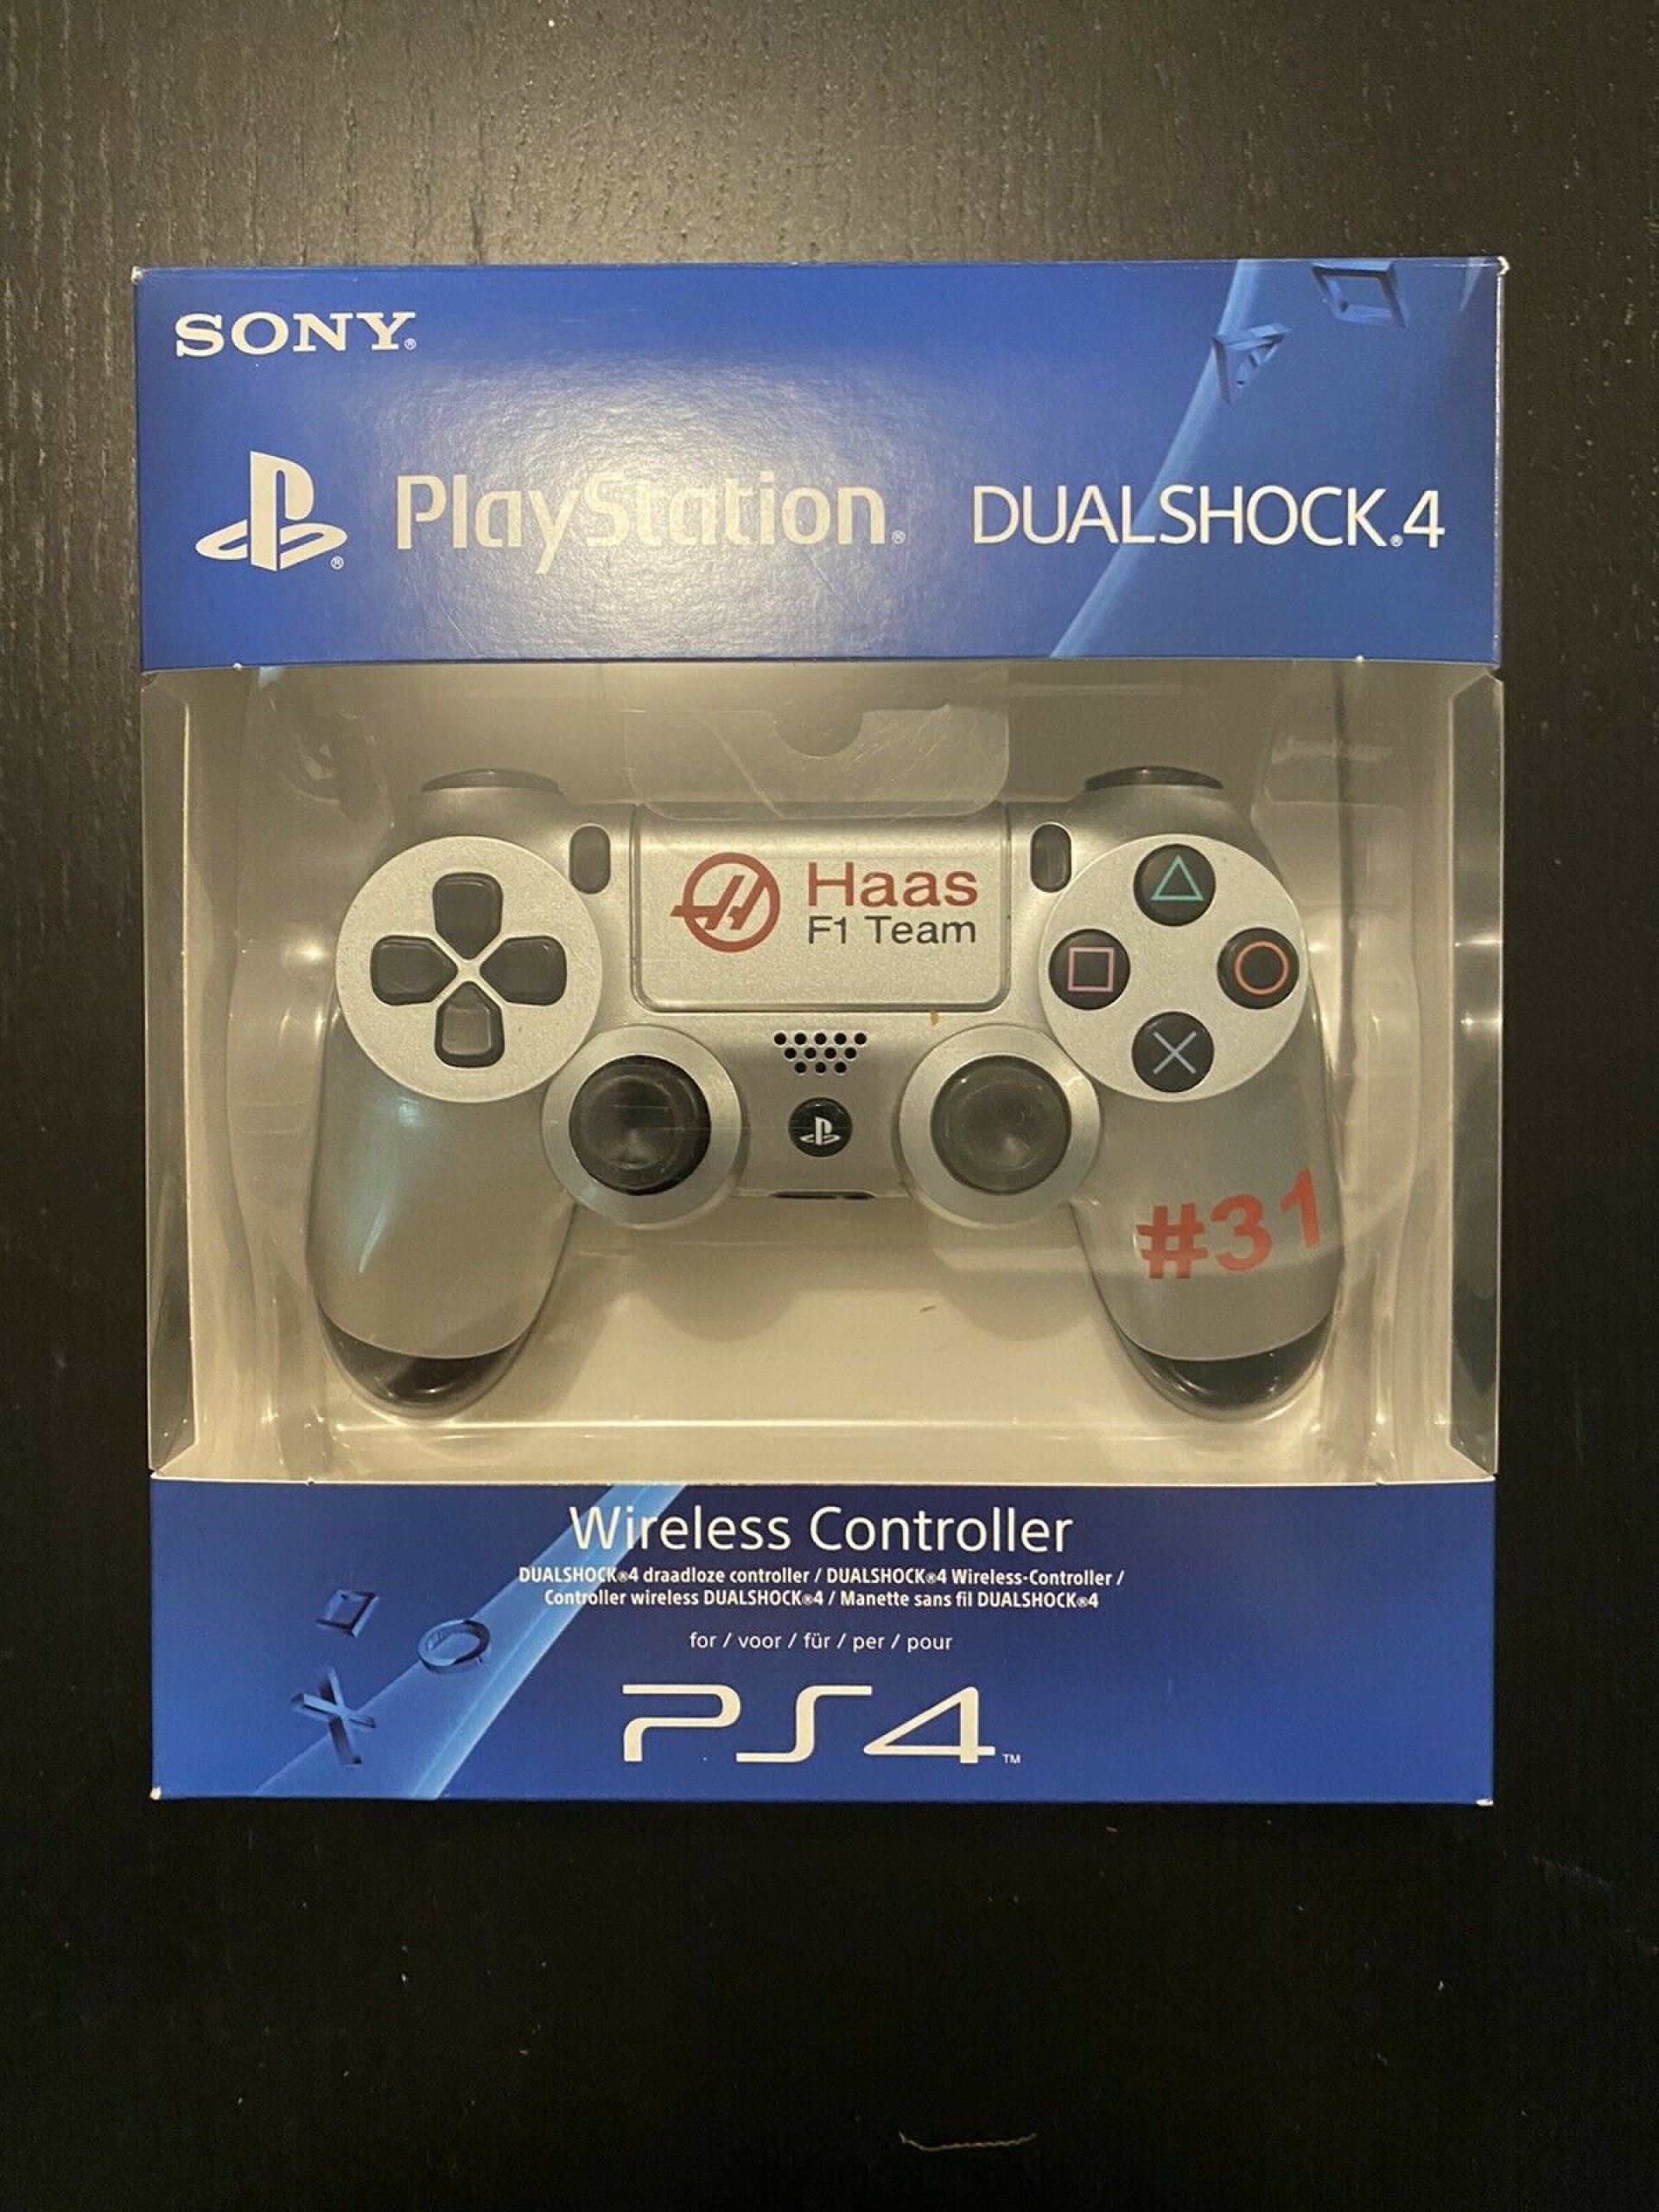 SONY®
PlayStation® DUALSHOCK®4
Haas
F1 Team
#31
Wireless Controller
DUALSHOCK®4 draadloze controller / DUALSHOCK®4 Wireless-Controller /
Controller wireless DUALSHOCK®4 / Manette sans fil DUALSHOCK®4
for / voor / für / per / pour
PS4™